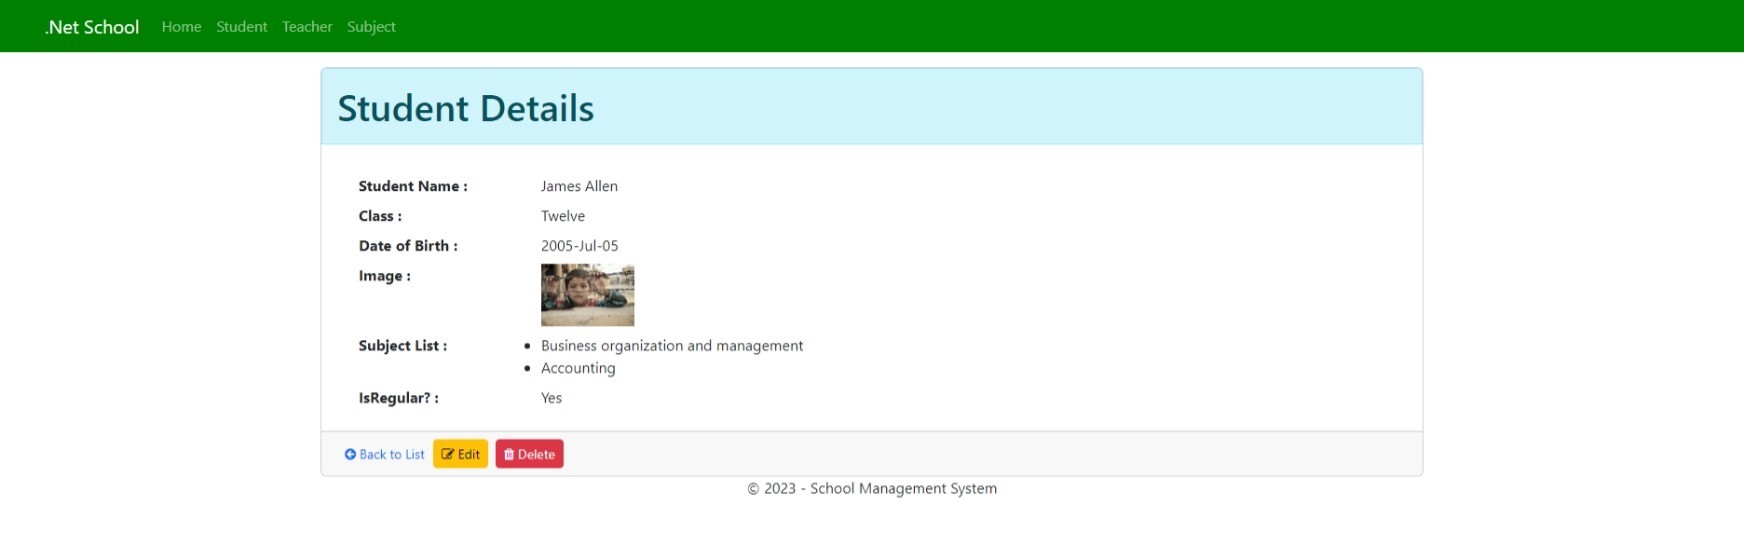 .Net School Home Student Teacher Subject
Student Details
Student Name : James Allen
Class : Twelve
Date of Birth : 2005-Jul-05
Image :
Subject List : • Business organization and management
• Accounting
IsRegular? : Yes
Back to List Edit Delete
© 2023 - School Management System